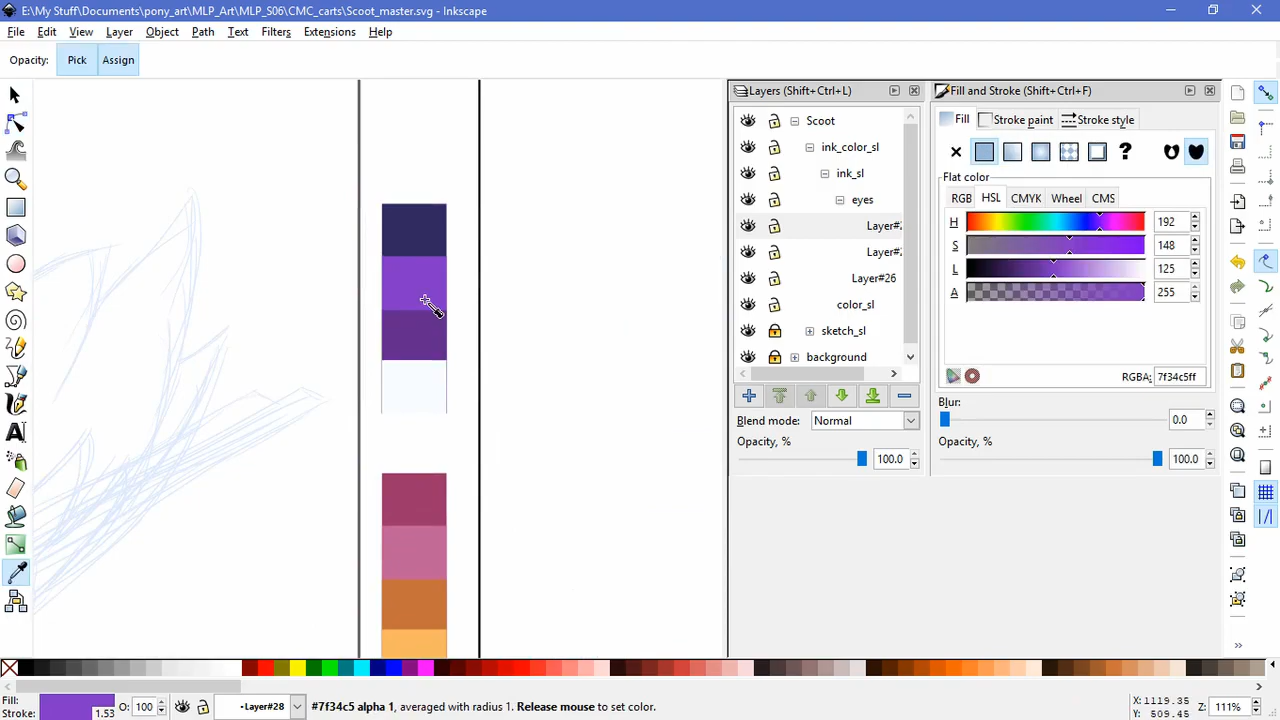 E:\My Stuff\Documents\pony_art\MLP_Art\MLP_S06\CMC_carts\Scoot_master.svg - Inkscape
File Edit View Layer Object Path Text Filters Extensions Help
Opacity: Pick Assign
Layers (Shift+Ctrl+L)
Scoot
ink_color_sl
ink_sl
eyes
Layer#
Layer#
Layer#26
color_sl
sketch_sl
background
Blend mode: Normal
Opacity, % 100.0
Fill and Stroke (Shift+Ctrl+F)
Fill Stroke paint Stroke style
Flat color
RGB HSL CMYK Wheel CMS
H 192
S 148
L 125
A 255
RGBA: 7f34c5ff
Blur: 0.0
Opacity, % 100.0
Fill:
Stroke: 1.53
O: 100
•Layer#28
#7f34c5 alpha 1, averaged with radius 1. Release mouse to set color.
X: 1119.35
Y: 509.45
Z: 111%